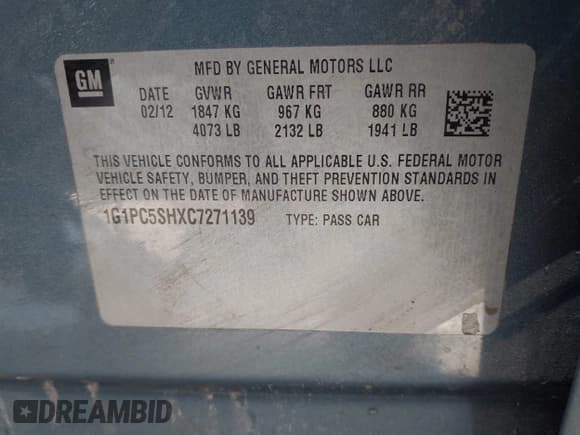 GM
®
MFD BY GENERAL MOTORS LLC
DATE GVWR GAWR FRT GAWR RR
02/12 1847 KG 967 KG 880 KG
4073 LB 2132 LB 1941 LB
THIS VEHICLE CONFORMS TO ALL APPLICABLE U.S. FEDERAL MOTOR
VEHICLE SAFETY, BUMPER, AND THEFT PREVENTION STANDARDS IN
EFFECT ON THE DATE OF MANUFACTURE SHOWN ABOVE.
1G1PC5SHXC7271139 TYPE: PASS CAR
DREAMBID